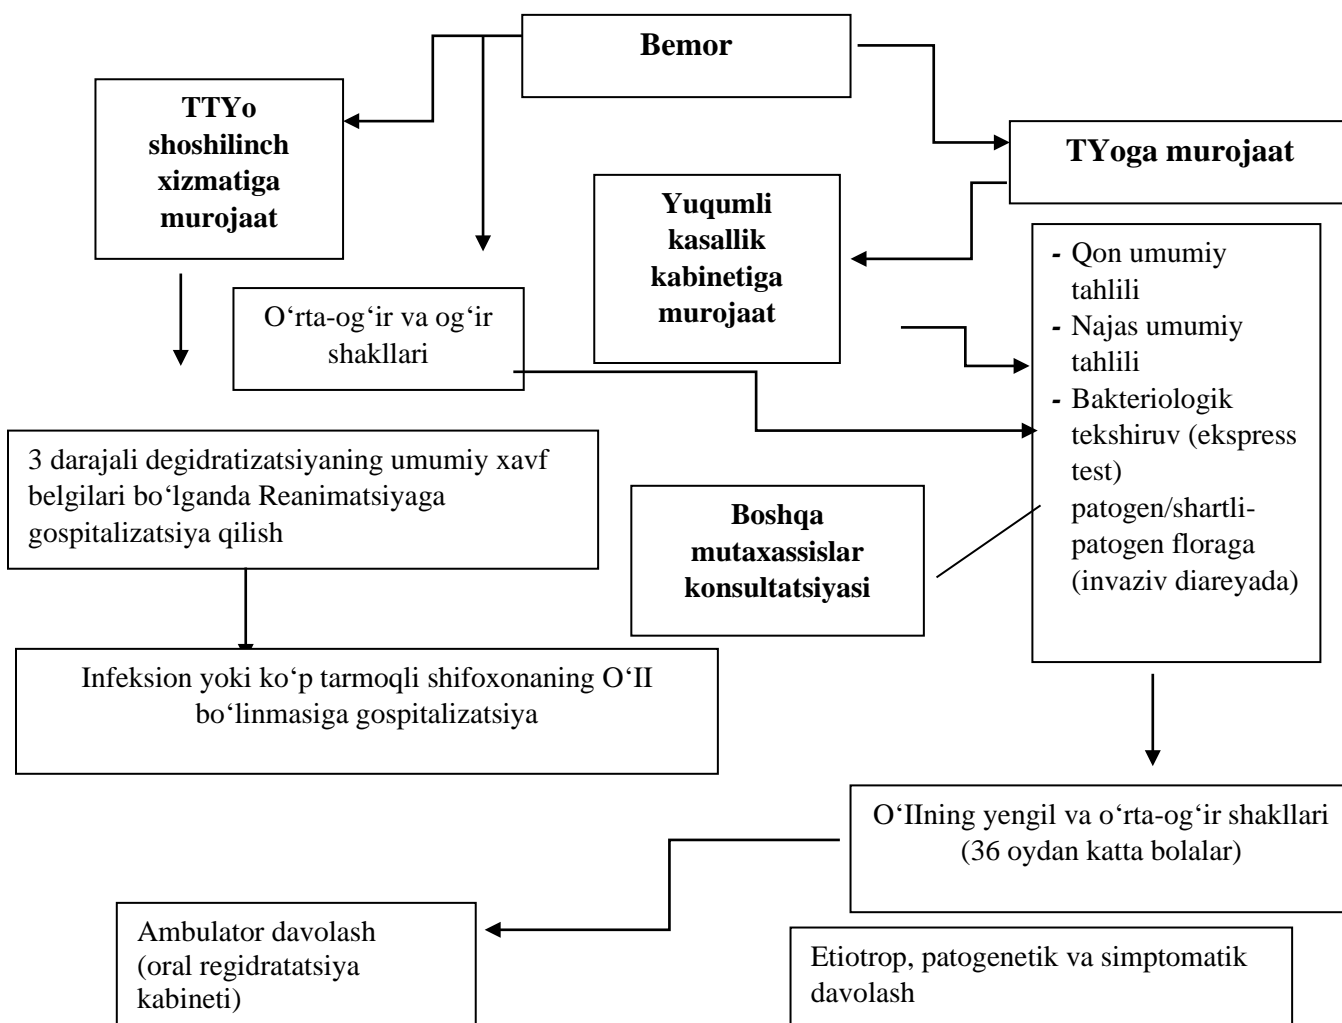 Bemor
TTYo
shoshilinch
xizmatiga
murojaat
TYoga murojaat
Yuqumli
kasallik
kabinetiga
murojaat
- Qon umumiy
tahlili
- Najas umumiy
tahlili
- Bakteriologik
tekshiruv (ekspress
test)
patogen/shartli-
patogen floraga
(invaziv diareyada)
O‘rta-og‘ir va og‘ir
shakllari
3 darajali degidratizatsiyaning umumiy xavf
belgilari bo‘lganda Reanimatsiyaga
gospitalizatsiya qilish
Boshqa
mutaxassislar
konsultatsiyasi
Infeksion yoki ko‘p tarmoqli shifoxonaning O‘II
bo‘linmasiga gospitalizatsiya
O‘IIning yengil va o‘rta-og‘ir shakllari
(36 oydan katta bolalar)
Ambulator davolash
(oral regidratatsiya
kabineti)
Etiotrop, patogenetik va simptomatik
davolash